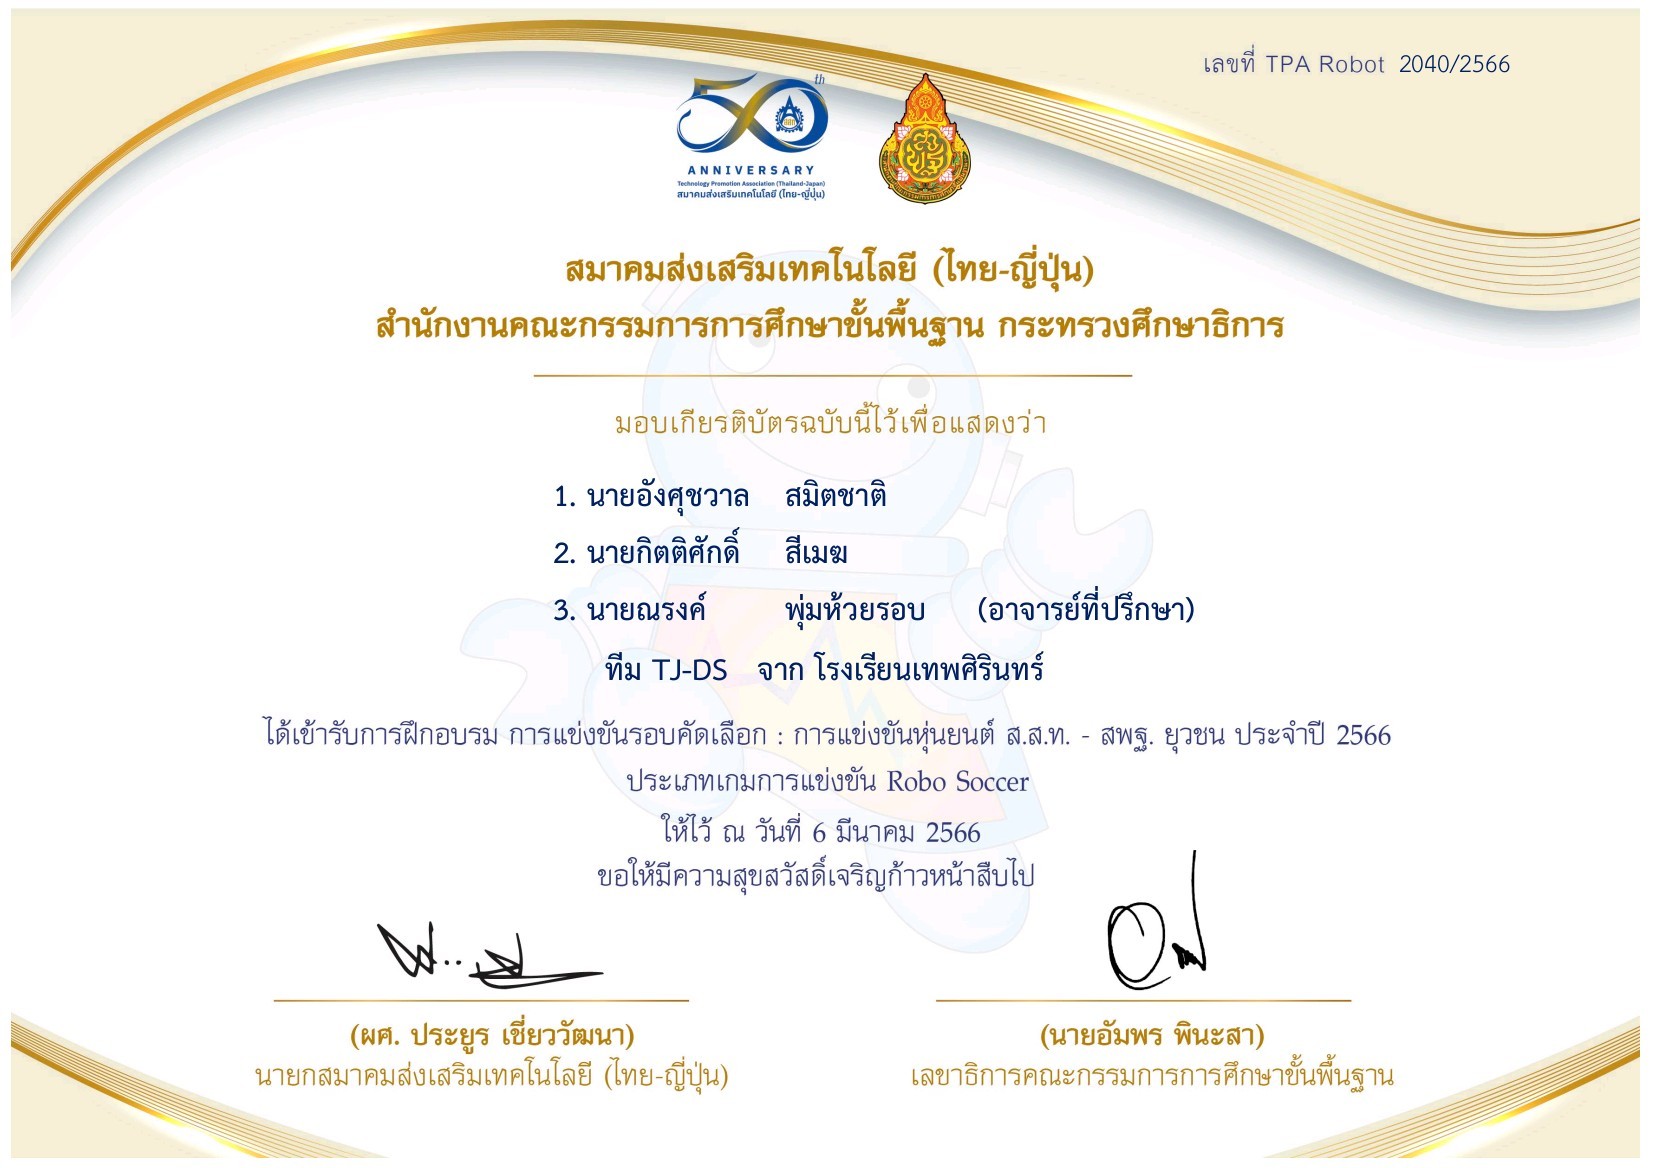 เลขที่ TPA Robot 2040/2566
50th
ANNIVERSARY
Technology Promotion Association (Thailand-Japan)
สมาคมส่งเสริมเทคโนโลยี (ไทย-ญี่ปุ่น)
สมาคมส่งเสริมเทคโนโลยี (ไทย-ญี่ปุ่น)
สำนักงานคณะกรรมการการศึกษาขั้นพื้นฐาน กระทรวงศึกษาธิการ
มอบเกียรติบัตรฉบับนี้ไว้เพื่อแสดงว่า
1. นายอังศุชวาล สมิตชาติ
2. นายกิตติศักดิ์ สีเมฆ
3. นายณรงค์ พุ่มห้วยรอบ (อาจารย์ที่ปรึกษา)
ทีม TJ-DS จาก โรงเรียนเทพศิรินทร์
ได้เข้ารับการฝึกอบรม การแข่งขันรอบคัดเลือก : การแข่งขันหุ่นยนต์ ส.ส.ท. - สพฐ. ยุวชน ประจำปี 2566
ประเภทเกมการแข่งขัน Robo Soccer
ให้ไว้ ณ วันที่ 6 มีนาคม 2566
ขอให้มีความสุขสวัสดิ์เจริญก้าวหน้าสืบไป
(ผศ. ประยูร เชี่ยววัฒนา)
นายกสมาคมส่งเสริมเทคโนโลยี (ไทย-ญี่ปุ่น)
(นายอัมพร พินะสา)
เลขาธิการคณะกรรมการการศึกษาขั้นพื้นฐาน